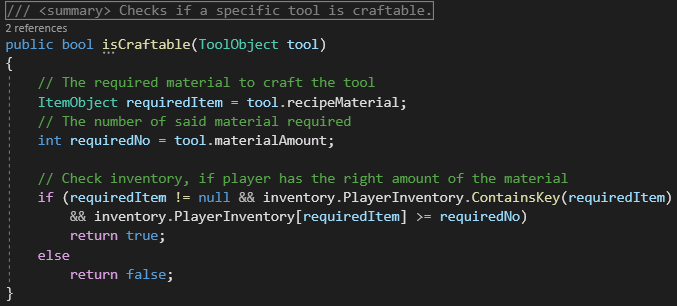 /// <summary> Checks if a specific tool is craftable.
2 references
public bool isCraftable(ToolObject tool)
{
    // The required material to craft the tool
    ItemObject requiredItem = tool.recipeMaterial;
    // The number of said material required
    int requiredNo = tool.materialAmount;

    // Check inventory, if player has the right amount of the material
    if (requiredItem != null && inventory.PlayerInventory.ContainsKey(requiredItem)
        && inventory.PlayerInventory[requiredItem] >= requiredNo)
        return true;
    else
        return false;
}